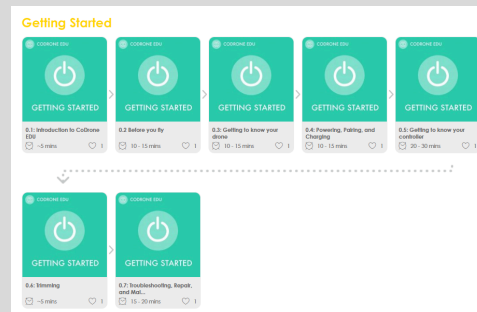 Getting Started
CODRONE EDU
GETTING STARTED
0.1: Introduction to CoDrone
EDU
~5 mins
1
CODRONE EDU
GETTING STARTED
0.2 Before you fly
10 - 15 mins
1
CODRONE EDU
GETTING STARTED
0.3: Getting to know your
drone
10 - 15 mins
1
CODRONE EDU
GETTING STARTED
0.4: Powering, Pairing, and
Charging
10 - 15 mins
1
CODRONE EDU
GETTING STARTED
0.5: Getting to know your
controller
20 - 30 mins
1
CODRONE EDU
GETTING STARTED
0.6: Trimming
~5 mins
1
CODRONE EDU
GETTING STARTED
0.7: Troubleshooting, Repair,
and Mai...
15 - 20 mins
1